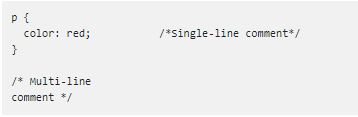 p {
  color: red;           /*Single-line comment*/
}
/* Multi-line
comment */